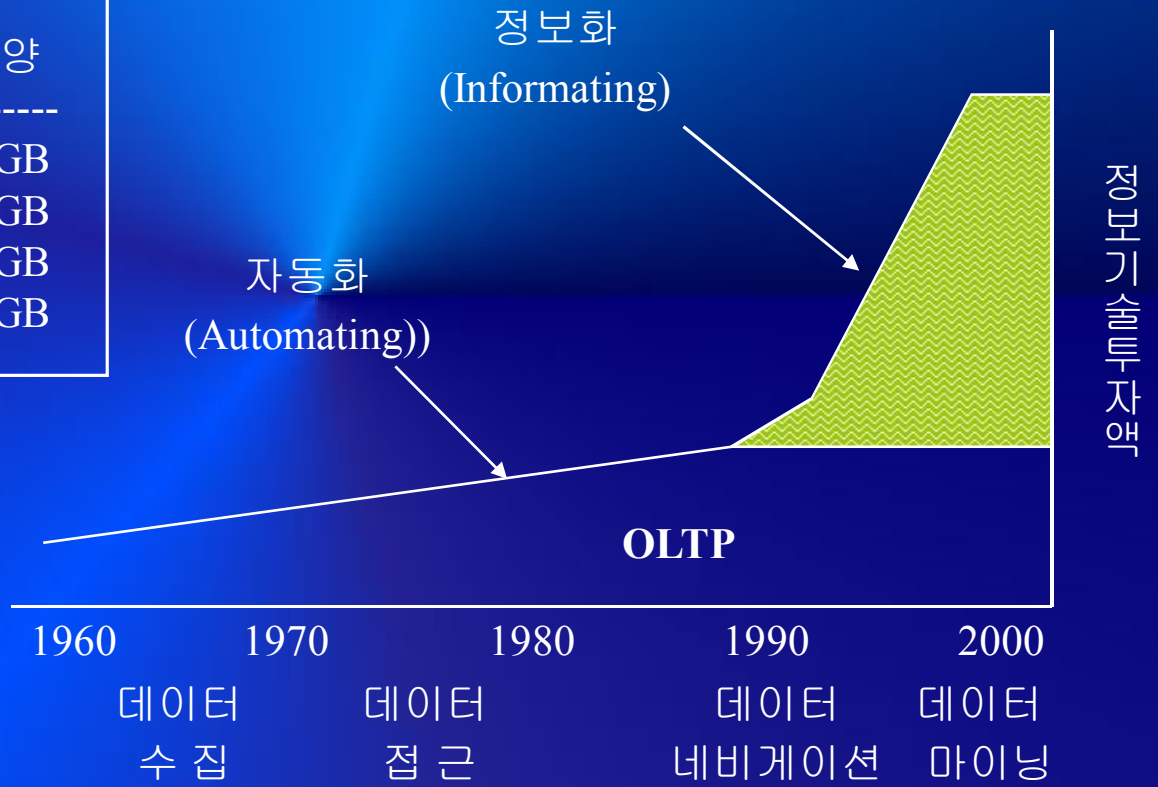 양
-----
GB
GB
GB
GB
정보화
(Informating)
자동화
(Automating))
정보기술투자액
OLTP
1960 1970 1980 1990 2000
데이터 데이터 데이터 데이터
수 집 접 근 네비게이션 마이닝